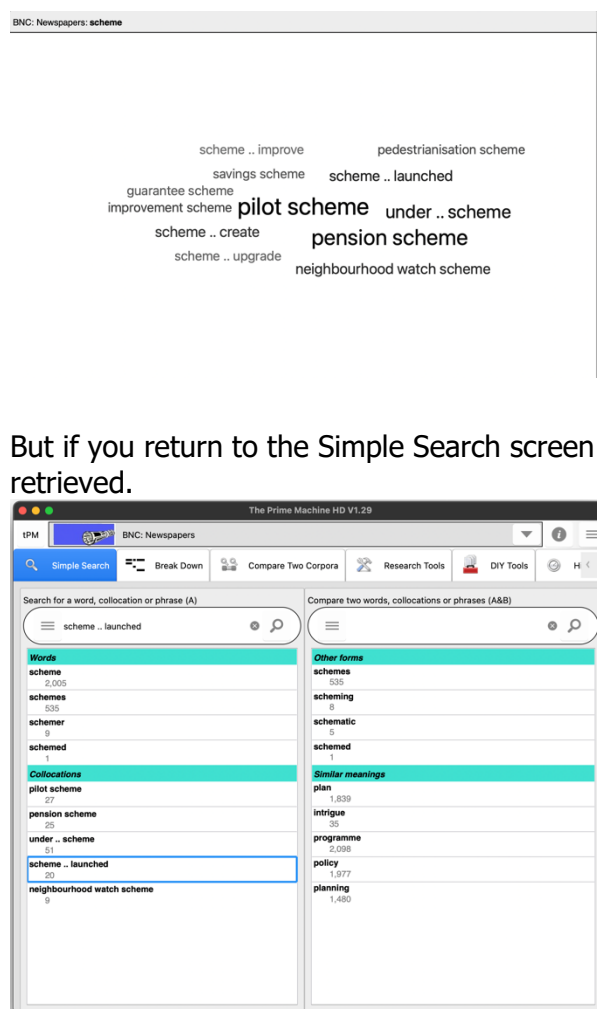 BNC: Newspapers: scheme
scheme .. improve pedestrianisation scheme
savings scheme scheme .. launched
guarantee scheme
improvement scheme pilot scheme under .. scheme
scheme .. create pension scheme
scheme .. upgrade neighbourhood watch scheme
But if you return to the Simple Search screen
retrieved.
The Prime Machine HD V1.29
tPM BNC: Newspapers
Simple Search Break Down Compare Two Corpora Research Tools DIY Tools H
Search for a word, collocation or phrase (A) Compare two words, collocations or phrases (A&B)
scheme .. launched
Words Other forms
scheme schemes
2,005 535
schemes scheming
535 8
schemer schematic
9 5
schemed schemed
1 1
Collocations Similar meanings
pilot scheme plan
27 1,839
pension scheme intrigue
25 35
under .. scheme programme
51 2,098
scheme .. launched policy
20 1,977
neighbourhood watch scheme planning
9 1,480